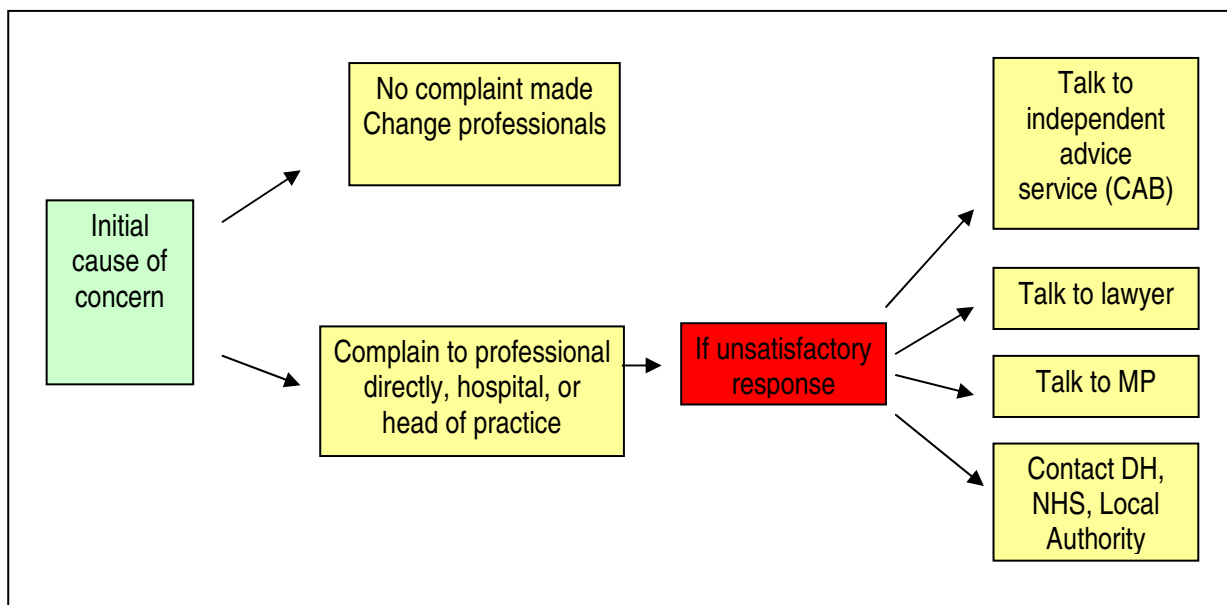 Initial
cause of
concern
No complaint made
Change professionals
Complain to professional
directly, hospital, or
head of practice
If unsatisfactory
response
Talk to
independent
advice
service (CAB)
Talk to lawyer
Talk to MP
Contact DH,
NHS, Local
Authority